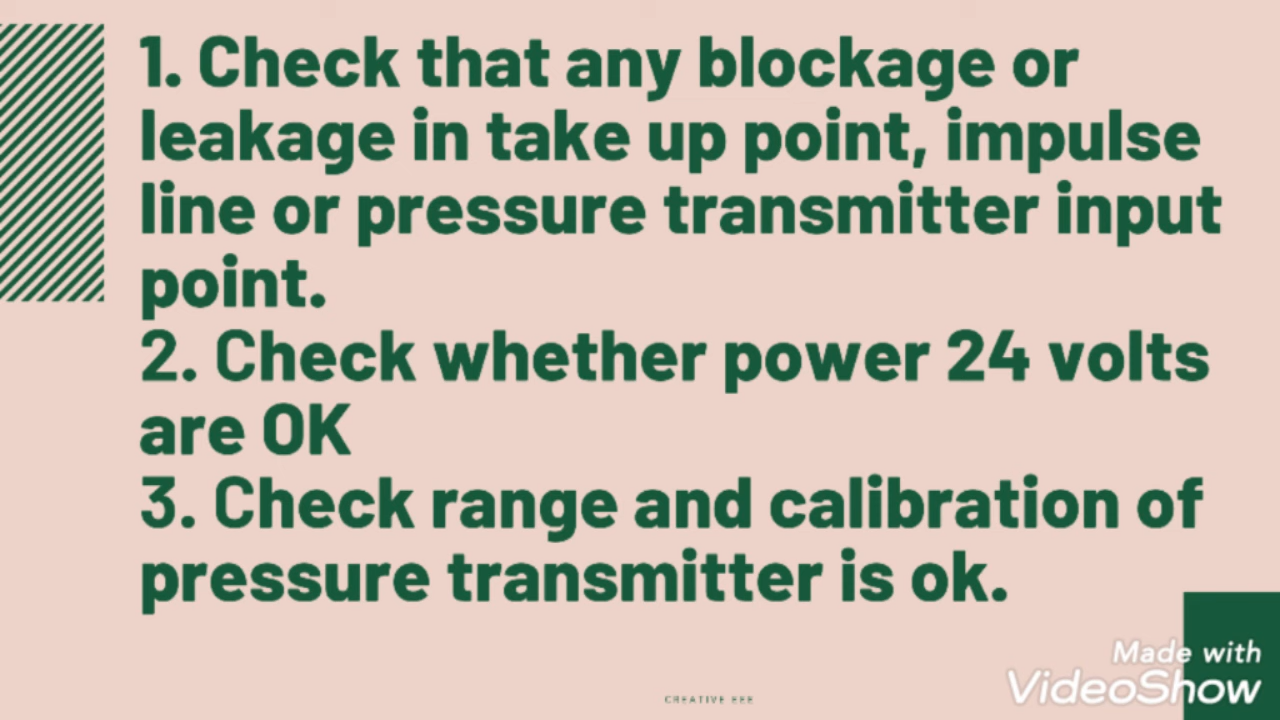 1. Check that any blockage or
leakage in take up point, impulse
line or pressure transmitter input
point.
2. Check whether power 24 volts
are OK
3. Check range and calibration of
pressure transmitter is ok.
Made with
VideoShow
CREATIVE EEE